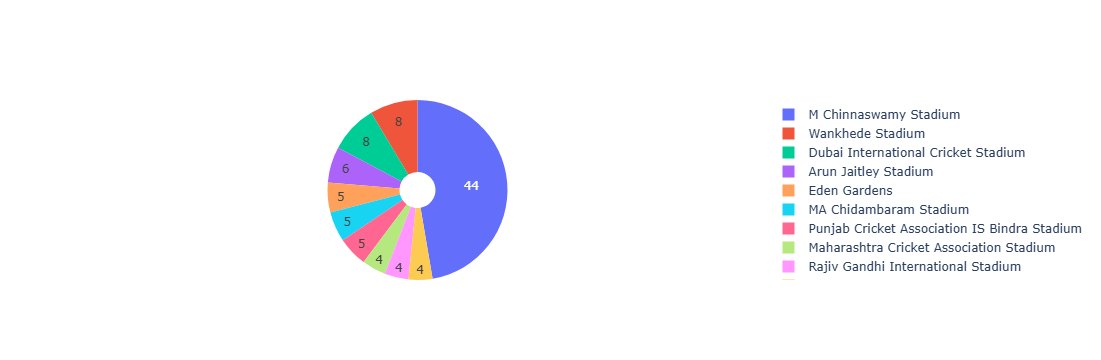 8
44
8
6
5
5
5
4
4
4
M Chinnaswamy Stadium
Wankhede Stadium
Dubai International Cricket Stadium
Arun Jaitley Stadium
Eden Gardens
MA Chidambaram Stadium
Punjab Cricket Association IS Bindra Stadium
Maharashtra Cricket Association Stadium
Rajiv Gandhi International Stadium